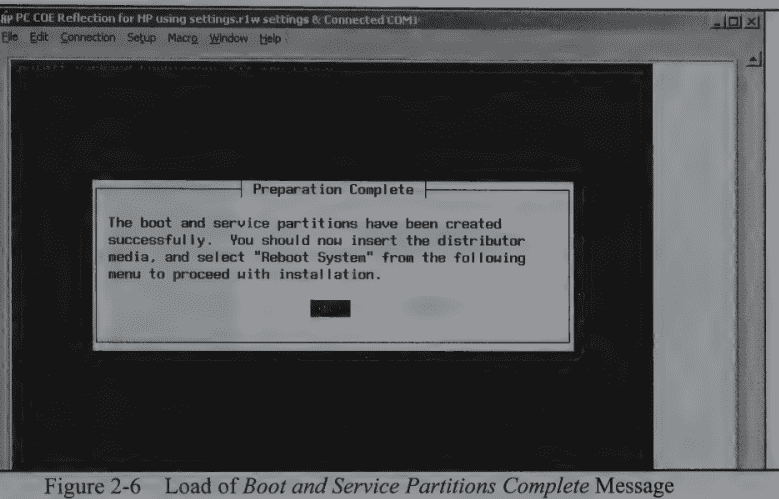 HP PC COE Reflection for HP using settings.r1w settings & Connected COM1
File Edit Connection Setup Macro Window Help
Preparation Complete
The boot and service partitions have been created
successfully. You should now insert the distributor
media, and select "Reboot System" from the following
menu to proceed with installation.
Figure 2-6 Load of Boot and Service Partitions Complete Message